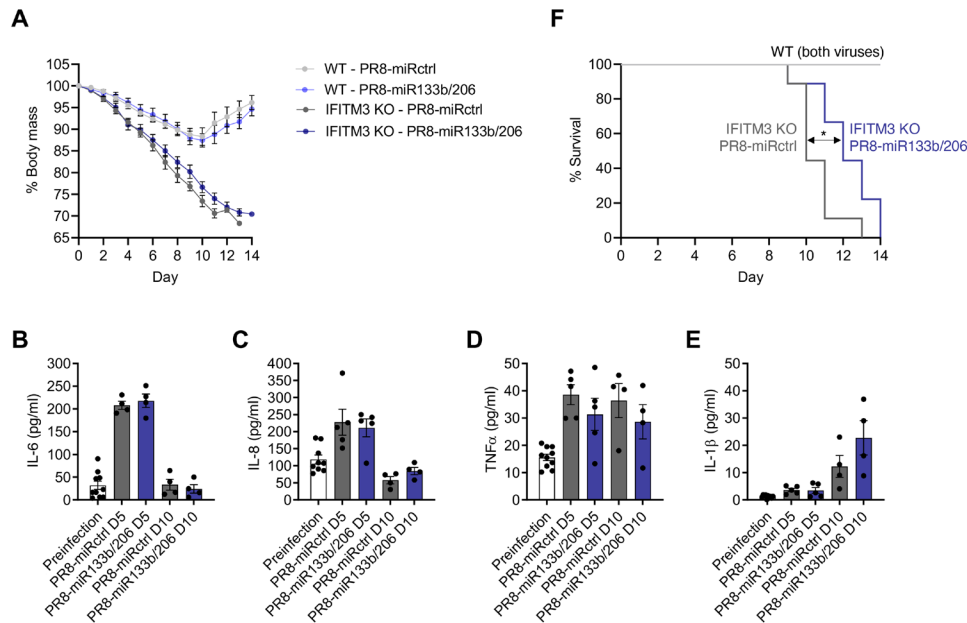 A
% Body mass
100
95
90
85
80
75
70
65
0 2 4 6 8 10 12 14
Day
WT - PR8-miRctrl
WT - PR8-miR133b/206
IFITM3 KO - PR8-miRctrl
IFITM3 KO - PR8-miR133b/206
F
WT (both viruses)
% Survival
100
80
60
40
20
0
0 2 4 6 8 10 12 14
Day
IFITM3 KO
PR8-miRctrl
*
IFITM3 KO
PR8-miR133b/206
B
IL-6 (pg/ml)
300
250
200
150
100
50
0
Preinfection
PR8-miRctrl D5
PR8-miR133b/206 D5
PR8-miRctrl D10
PR8-miR133b/206 D10
C
IL-8 (pg/ml)
400
350
300
250
200
150
100
50
0
Preinfection
PR8-miRctrl D5
PR8-miR133b/206 D5
PR8-miRctrl D10
PR8-miR133b/206 D10
D
TNFα (pg/ml)
50
40
30
20
10
0
Preinfection
PR8-miRctrl D5
PR8-miR133b/206 D5
PR8-miRctrl D10
PR8-miR133b/206 D10
E
IL-1β (pg/ml)
50
40
30
20
10
0
Preinfection
PR8-miRctrl D5
PR8-miR133b/206 D5
PR8-miRctrl D10
PR8-miR133b/206 D10